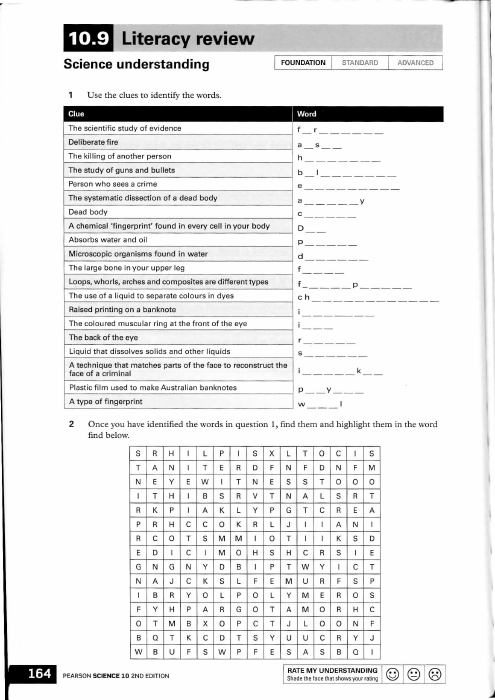 10.9 Literacy review
Science understanding
FOUNDATION STANDARD ADVANCED
1 Use the clues to identify the words.
Clue Word
The scientific study of evidence f _ r _ _ _ _ _ _
Deliberate fire a _ s _ _
The killing of another person h _ _ _ _ _ _ _
The study of guns and bullets b _ l _ _ _ _ _ _ _
Person who sees a crime e _ _ _ _ _ _ _ _ _
The systematic dissection of a dead body a _ _ _ _ _ y
Dead body c _ _ _ _ _
A chemical 'fingerprint' found in every cell in your body D _ _
Absorbs water and oil p _ _ _ _ _
Microscopic organisms found in water d _ _ _ _ _
The large bone in your upper leg f _ _ _ _
Loops, whorls, arches and composites are different types f _ _ _ _ _ p _ _ _ _ _
The use of a liquid to separate colours in dyes c h _ _ _ _ _ _ _ _ _ _ _ _
Raised printing on a banknote i _ _ _ _ _ _ _
The coloured muscular ring at the front of the eye i _ _ _
The back of the eye r _ _ _ _ _
Liquid that dissolves solids and other liquids s _ _ _ _ _ _
A technique that matches parts of the face to reconstruct the
face of a criminal i _ _ _ _ _ k _ _
Plastic film used to make Australian banknotes p _ _ y _ _ _
A type of fingerprint w _ _ _ l
2 Once you have identified the words in question 1, find them and highlight them in the word
find below.
S R H I L P I S X L T O C I S
T A N I T E R D F N F D N F M
N E Y E W I T N E S S T O O O
I T H I B S R V T N A L S R T
R K P I A K L Y P G T C R E A
P R H C C O K R L J I I A N I
R C O T S M M I O T I I K S D
E D I C I M O H S H C R S I E
G N G N Y D B I P T W Y I C T
N A J C K S L F E M U R F S P
I B R Y O L P O L Y M E R O S
F Y H P A R G O T A M O R H C
O T M B X O P C T J L O O N F
B Q T K C D T S Y U U C R Y J
W B U F S W P F E S A S B Q I
164 PEARSON SCIENCE 10 2ND EDITION
RATE MY UNDERSTANDING
Shade the face that shows your rating